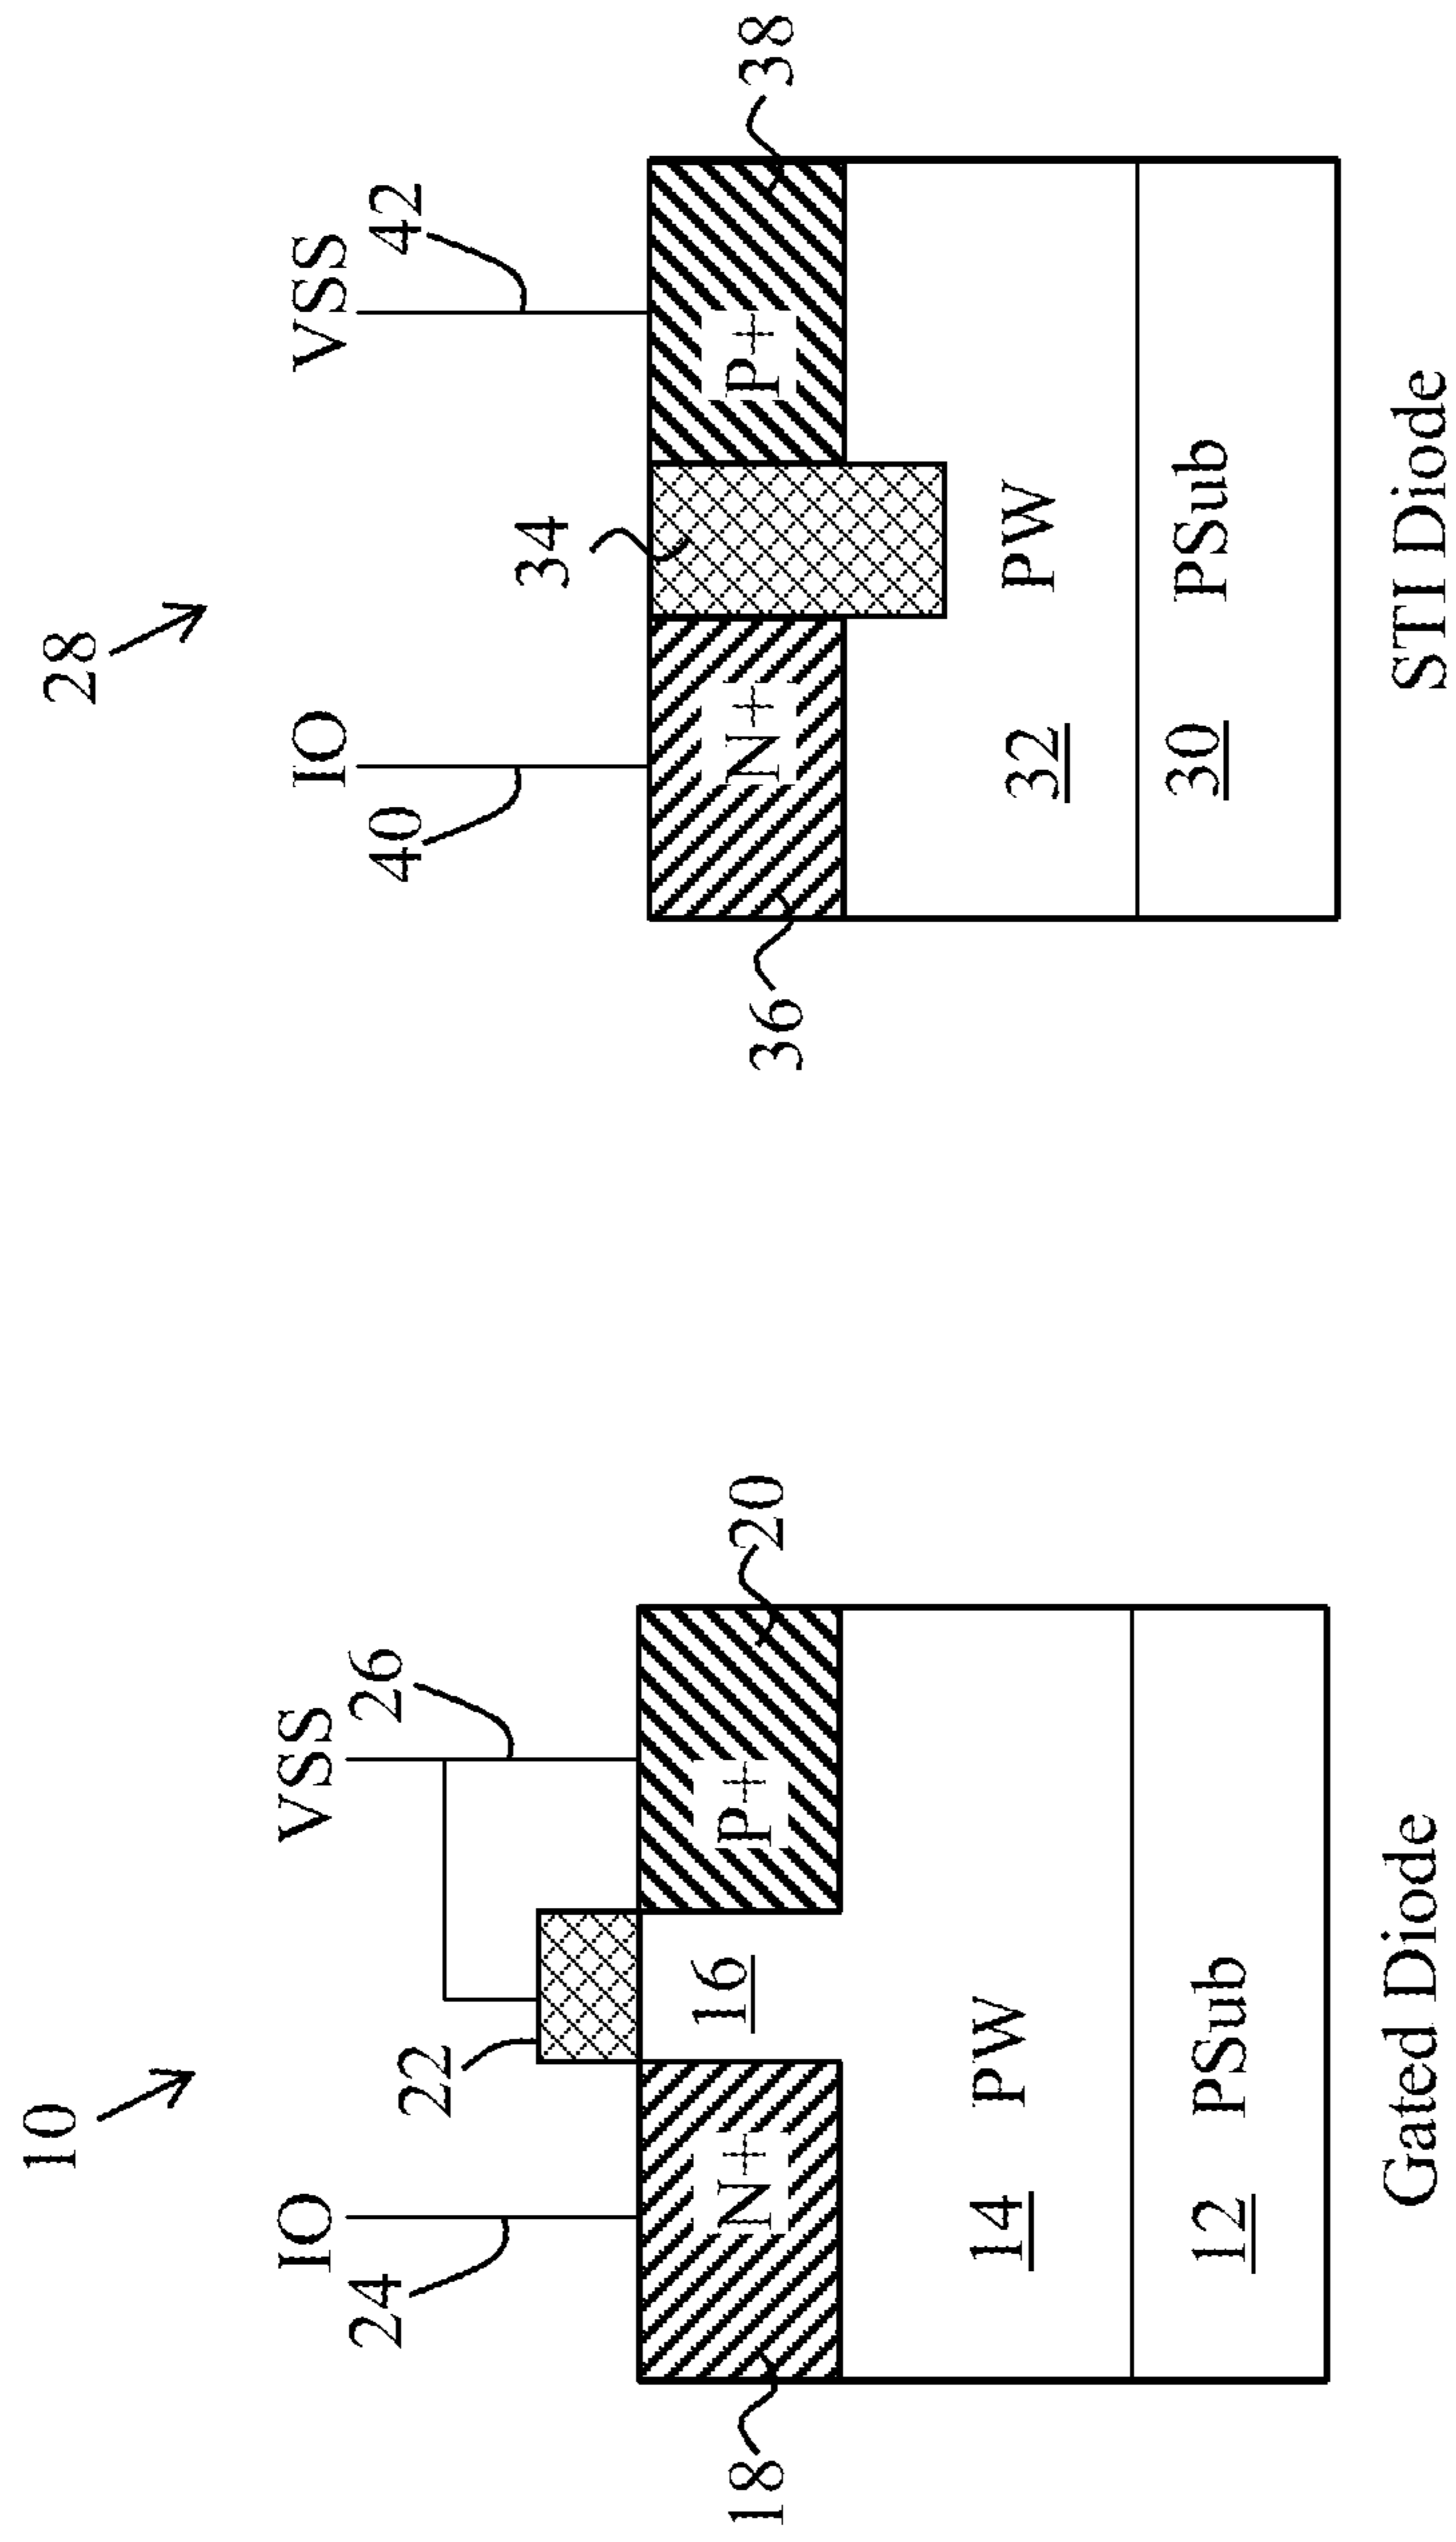 10
IO
VSS
24
26
22
N+
16
P+
18
20
14
PW
12
PSub
Gated Diode
28
IO
VSS
40
42
34
N+
P+
36
38
32
PW
30
PSub
STI Diode